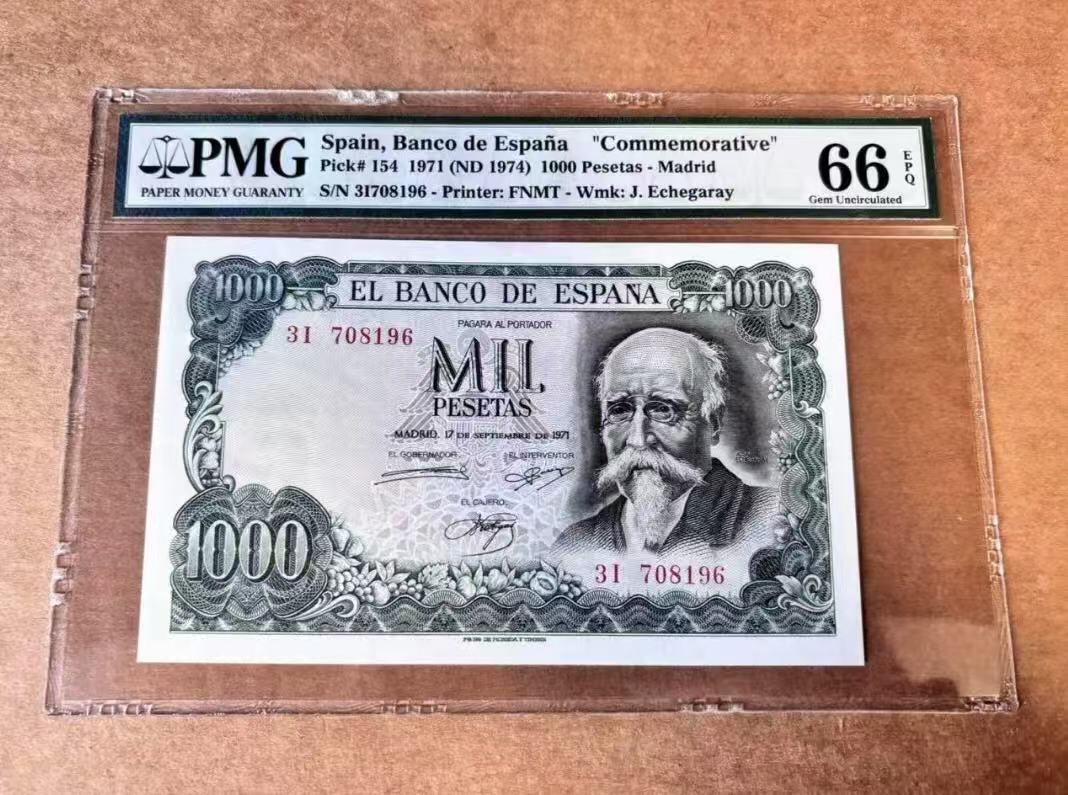 PMG
PAPER MONEY GUARANTY
Spain, Banco de España "Commemorative"
Pick# 154 1971 (ND 1974) 1000 Pesetas - Madrid
S/N 3I708196 - Printer: FNMT - Wmk: J. Echegaray
66
EPQ
Gem Uncirculated
1000
EL BANCO DE ESPAÑA
1000
3I 708196
PAGARA AL PORTADOR
MIL
PESETAS
MADRID, 17 DE SEPTIEMBRE DE 1971
EL GOBERNADOR
EL INTERVENTOR
EL CAJERO,
1000
3I 708196